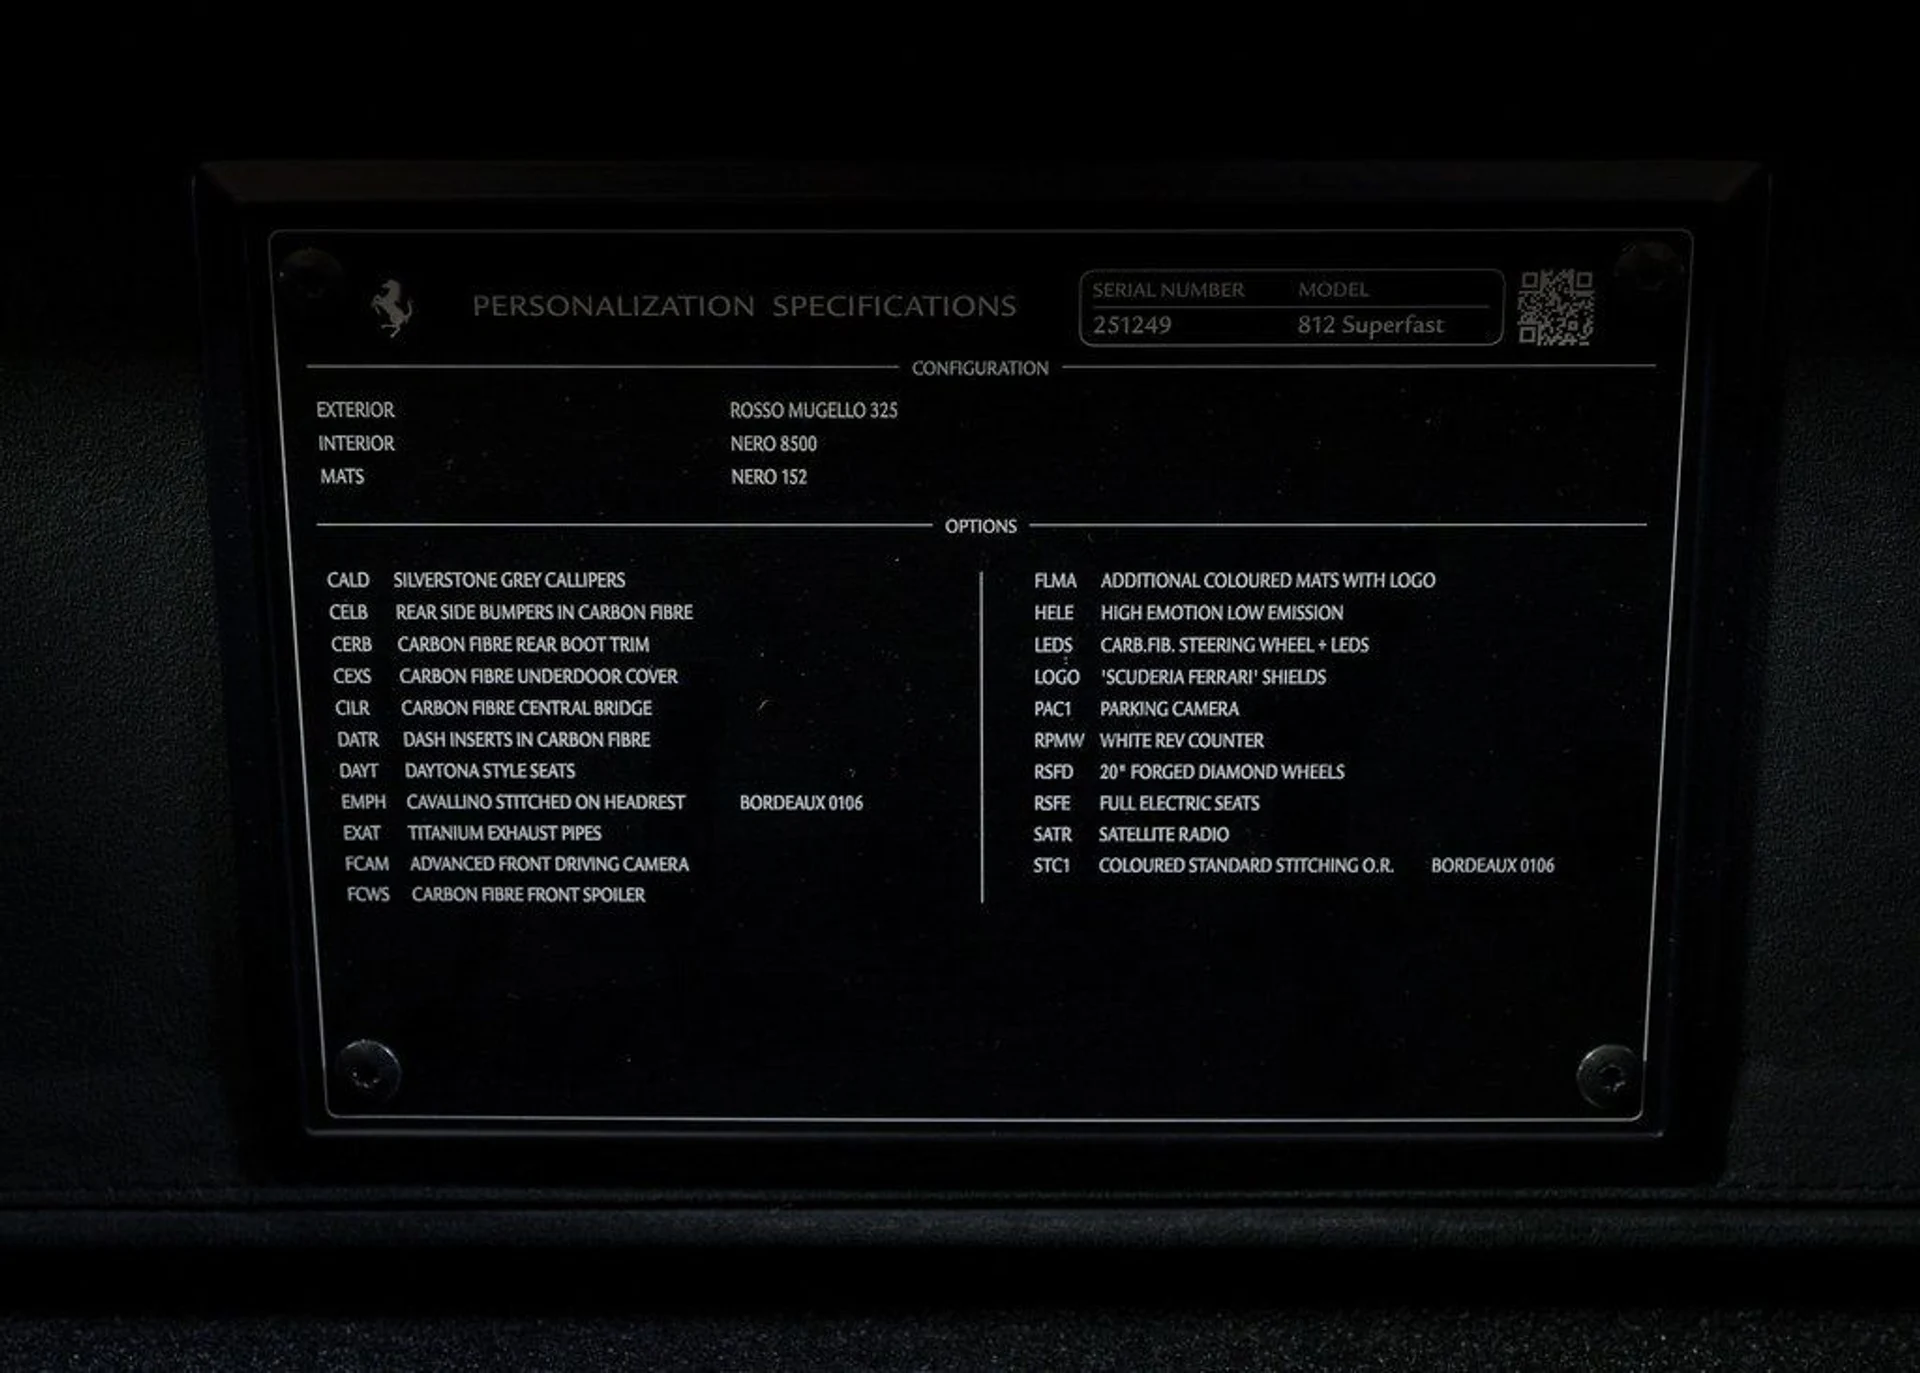 PERSONALIZATION SPECIFICATIONS
SERIAL NUMBER MODEL
251249 812 Superfast
CONFIGURATION
EXTERIOR ROSSO MUGELLO 325
INTERIOR NERO 8500
MATS NERO 152
OPTIONS
CALD SILVERSTONE GREY CALLIPERS
CELB REAR SIDE BUMPERS IN CARBON FIBRE
CERB CARBON FIBRE REAR BOOT TRIM
CEXS CARBON FIBRE UNDERDOOR COVER
CILR CARBON FIBRE CENTRAL BRIDGE
DATR DASH INSERTS IN CARBON FIBRE
DAYT DAYTONA STYLE SEATS
EMPH CAVALLINO STITCHED ON HEADREST BORDEAUX 0106
EXAT TITANIUM EXHAUST PIPES
FCAM ADVANCED FRONT DRIVING CAMERA
FCWS CARBON FIBRE FRONT SPOILER
FLMA ADDITIONAL COLOURED MATS WITH LOGO
HELE HIGH EMOTION LOW EMISSION
LEDS CARB.FIB. STEERING WHEEL + LEDS
LOGO 'SCUDERIA FERRARI' SHIELDS
PAC1 PARKING CAMERA
RPMW WHITE REV COUNTER
RSFD 20" FORGED DIAMOND WHEELS
RSFE FULL ELECTRIC SEATS
SATR SATELLITE RADIO
STC1 COLOURED STANDARD STITCHING O.R. BORDEAUX 0106